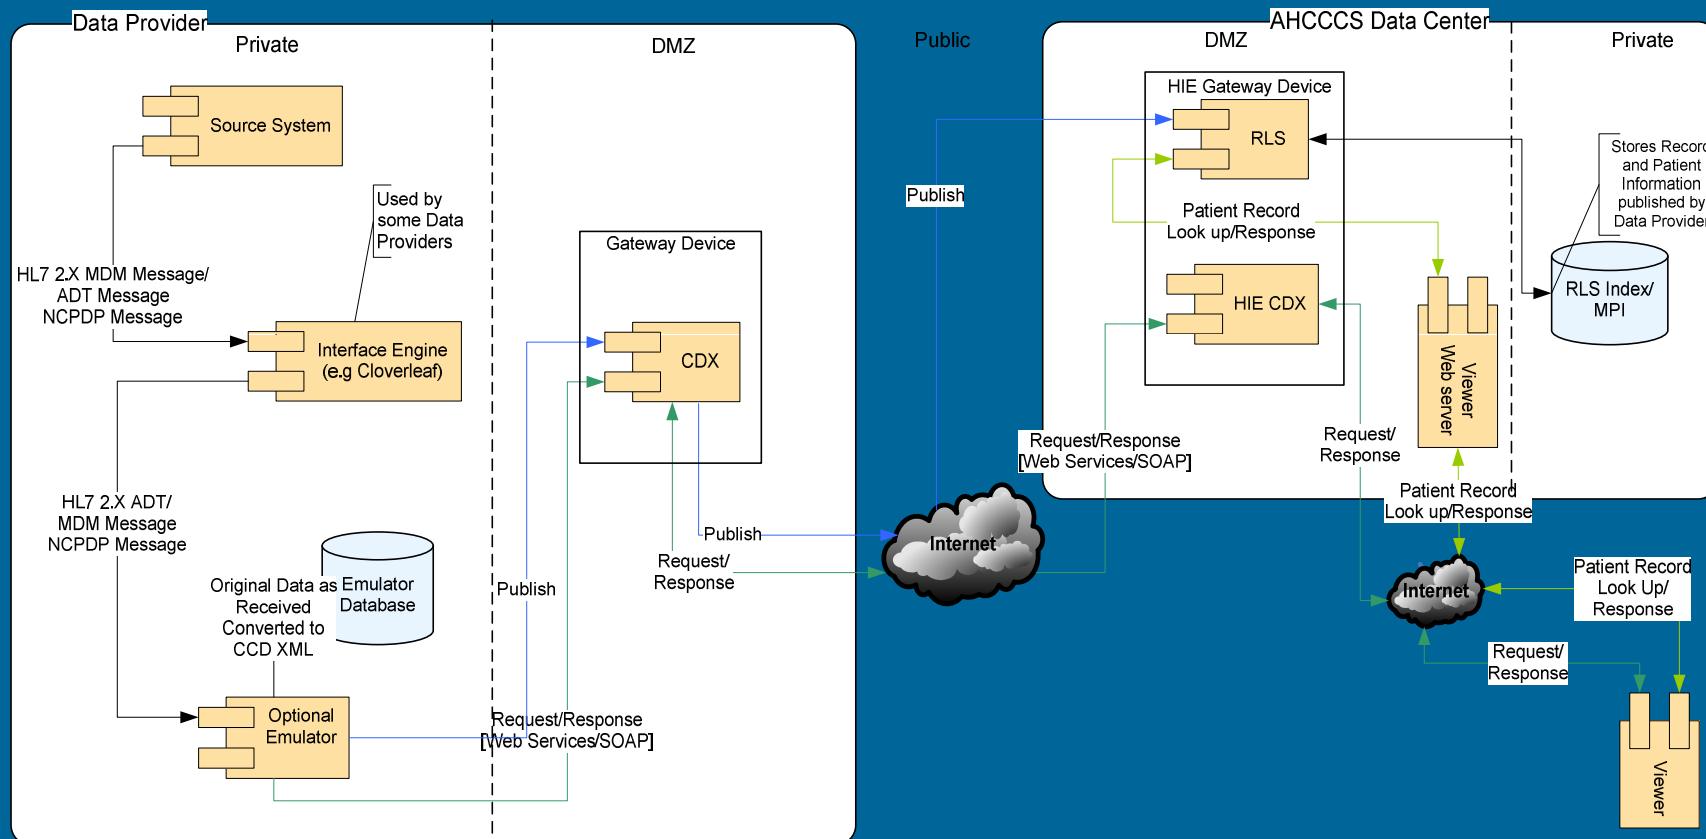 Data Provider
Private
DMZ
Source System
Used by
some Data
Providers
HL7 2.X MDM Message/
ADT Message
NCPDP Message
Interface Engine
(e.g Cloverleaf)
Gateway Device
CDX
HL7 2.X ADT/
MDM Message
NCPDP Message
Original Data as
Received
Converted to
CCD XML
Emulator
Database
Optional
Emulator
Publish
Request/Response
[Web Services/SOAP]
Publish
Request/
Response
Public
Publish
Internet
Request/Response
[Web Services/SOAP]
AHCCCS Data Center
DMZ
Private
HIE Gateway Device
RLS
Patient Record
Look up/Response
HIE CDX
Viewer
Web server
Stores Record
and Patient
Information
published by
Data Provider
RLS Index/
MPI
Request/
Response
Patient Record
Look up/Response
Internet
Patient Record
Look Up/
Response
Request/
Response
Viewer